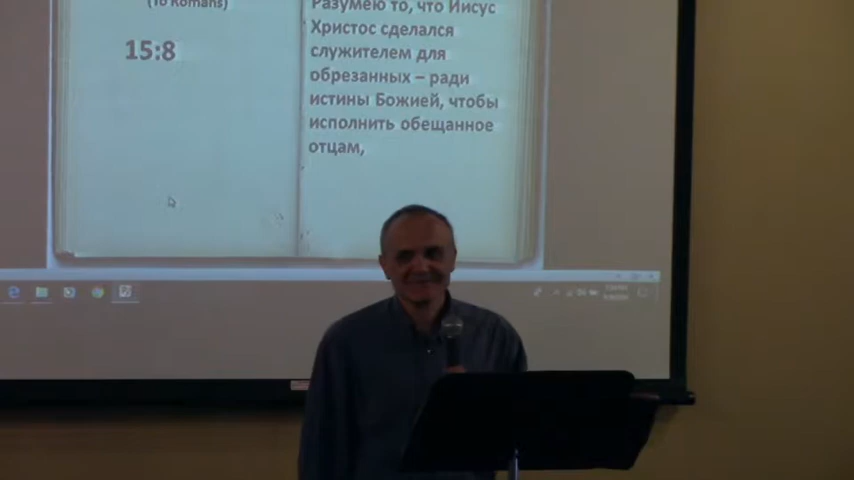 (To Romans)
15:8
Разумею то, что Иисус
Христос сделался
служителем для
обрезанных – ради
истины Божией, чтобы
исполнить обещанное
отцам,